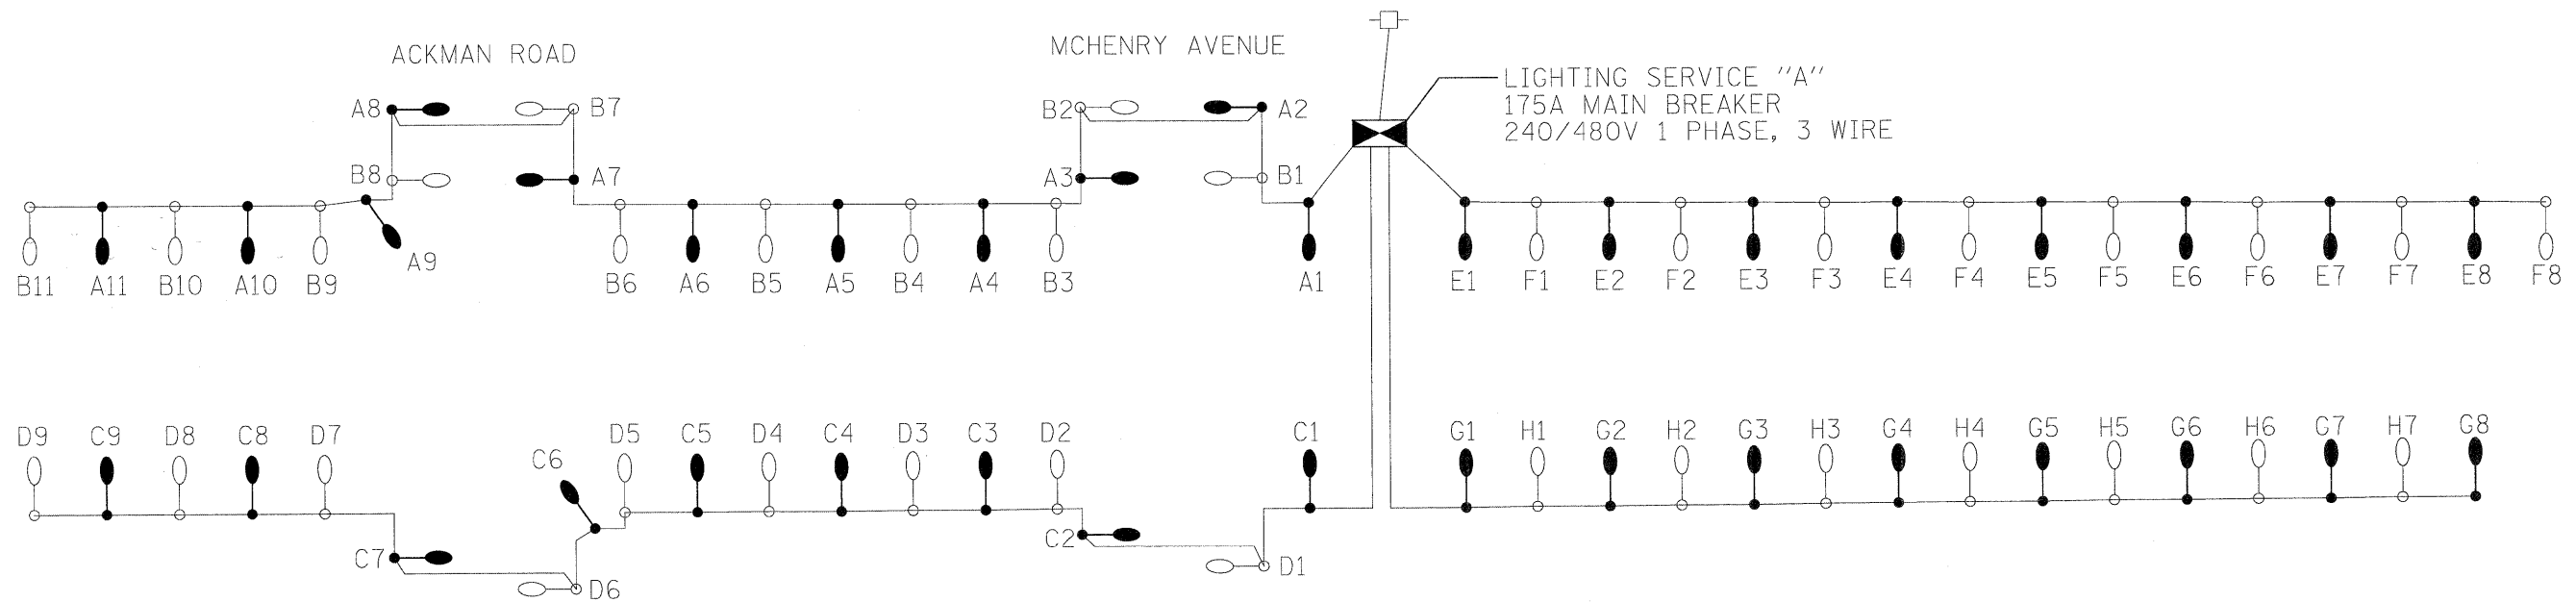 ACKMAN ROAD
MCHENRY AVENUE
LIGHTING SERVICE "A"
175A MAIN BREAKER
240/480V 1 PHASE, 3 WIRE
A8
B7
B2
A2
B8
A7
A3
B1
A9
B11 A11 B10 A10 B9
B6 A6 B5 A5 B4 A4 B3
A1
E1 F1 E2 F2 E3 F3 E4 F4 E5 F5 E6 F6 E7 F7 E8 F8
D9 C9 D8 C8 D7
C6
D5 C5 D4 C4 D3 C3 D2
C1
G1 H1 G2 H2 G3 H3 G4 H4 G5 H5 G6 H6 G7 H7 G8
C7
D6
C2
D1